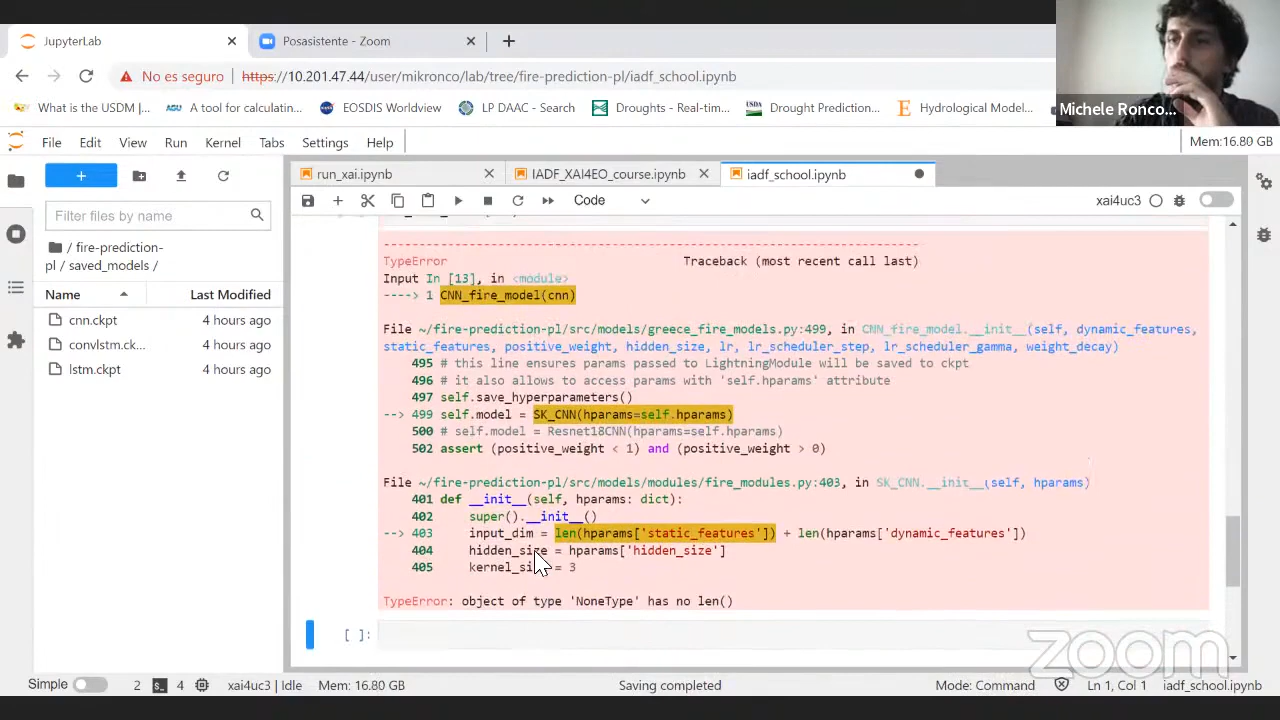 JupyterLab
Posasistente - Zoom
No es seguro
https://10.201.47.44/user/mikronco/lab/tree/fire-prediction-pl/iadf_school.ipynb
Michele Ronco...
What is the USDM |...
A tool for calculatin...
EOSDIS Worldview
LP DAAC - Search
Droughts - Real-tim...
Drought Prediction...
Hydrological Model...
File Edit View Run Kernel Tabs Settings Help
Mem:16.80 GB
run_xai.ipynb
IADF_XAI4EO_course.ipynb
iadf_school.ipynb
Code
xai4uc3
Filter files by name
/ fire-prediction-
pl / saved_models /
Name
Last Modified
cnn.ckpt 4 hours ago
convlstm.ck... 4 hours ago
lstm.ckpt 4 hours ago
---------------------------------------------------------------------------
TypeError Traceback (most recent call last)
Input In [13], in <module>
----> 1 CNN_fire_model(cnn)
File ~/fire-prediction-pl/src/models/greece_fire_models.py:499, in CNN_fire_model.__init__(self, dynamic_features,
static_features, positive_weight, hidden_size, lr, lr_scheduler_step, lr_scheduler_gamma, weight_decay)
495 # this line ensures params passed to LightningModule will be saved to ckpt
496 # it also allows to access params with 'self.hparams' attribute
497 self.save_hyperparameters()
--> 499 self.model = SK_CNN(hparams=self.hparams)
500 # self.model = Resnet18CNN(hparams=self.hparams)
502 assert (positive_weight < 1) and (positive_weight > 0)
File ~/fire-prediction-pl/src/models/modules/fire_modules.py:403, in SK_CNN.__init__(self, hparams)
401 def __init__(self, hparams: dict):
402 super().__init__()
--> 403 input_dim = len(hparams['static_features']) + len(hparams['dynamic_features'])
404 hidden_size = hparams['hidden_size']
405 kernel_size = 3
TypeError: object of type 'NoneType' has no len()
[ ]:
zoom
Simple
2
4
xai4uc3 | Idle
Mem: 16.80 GB
Saving completed
Mode: Command
Ln 1, Col 1
iadf_school.ipynb